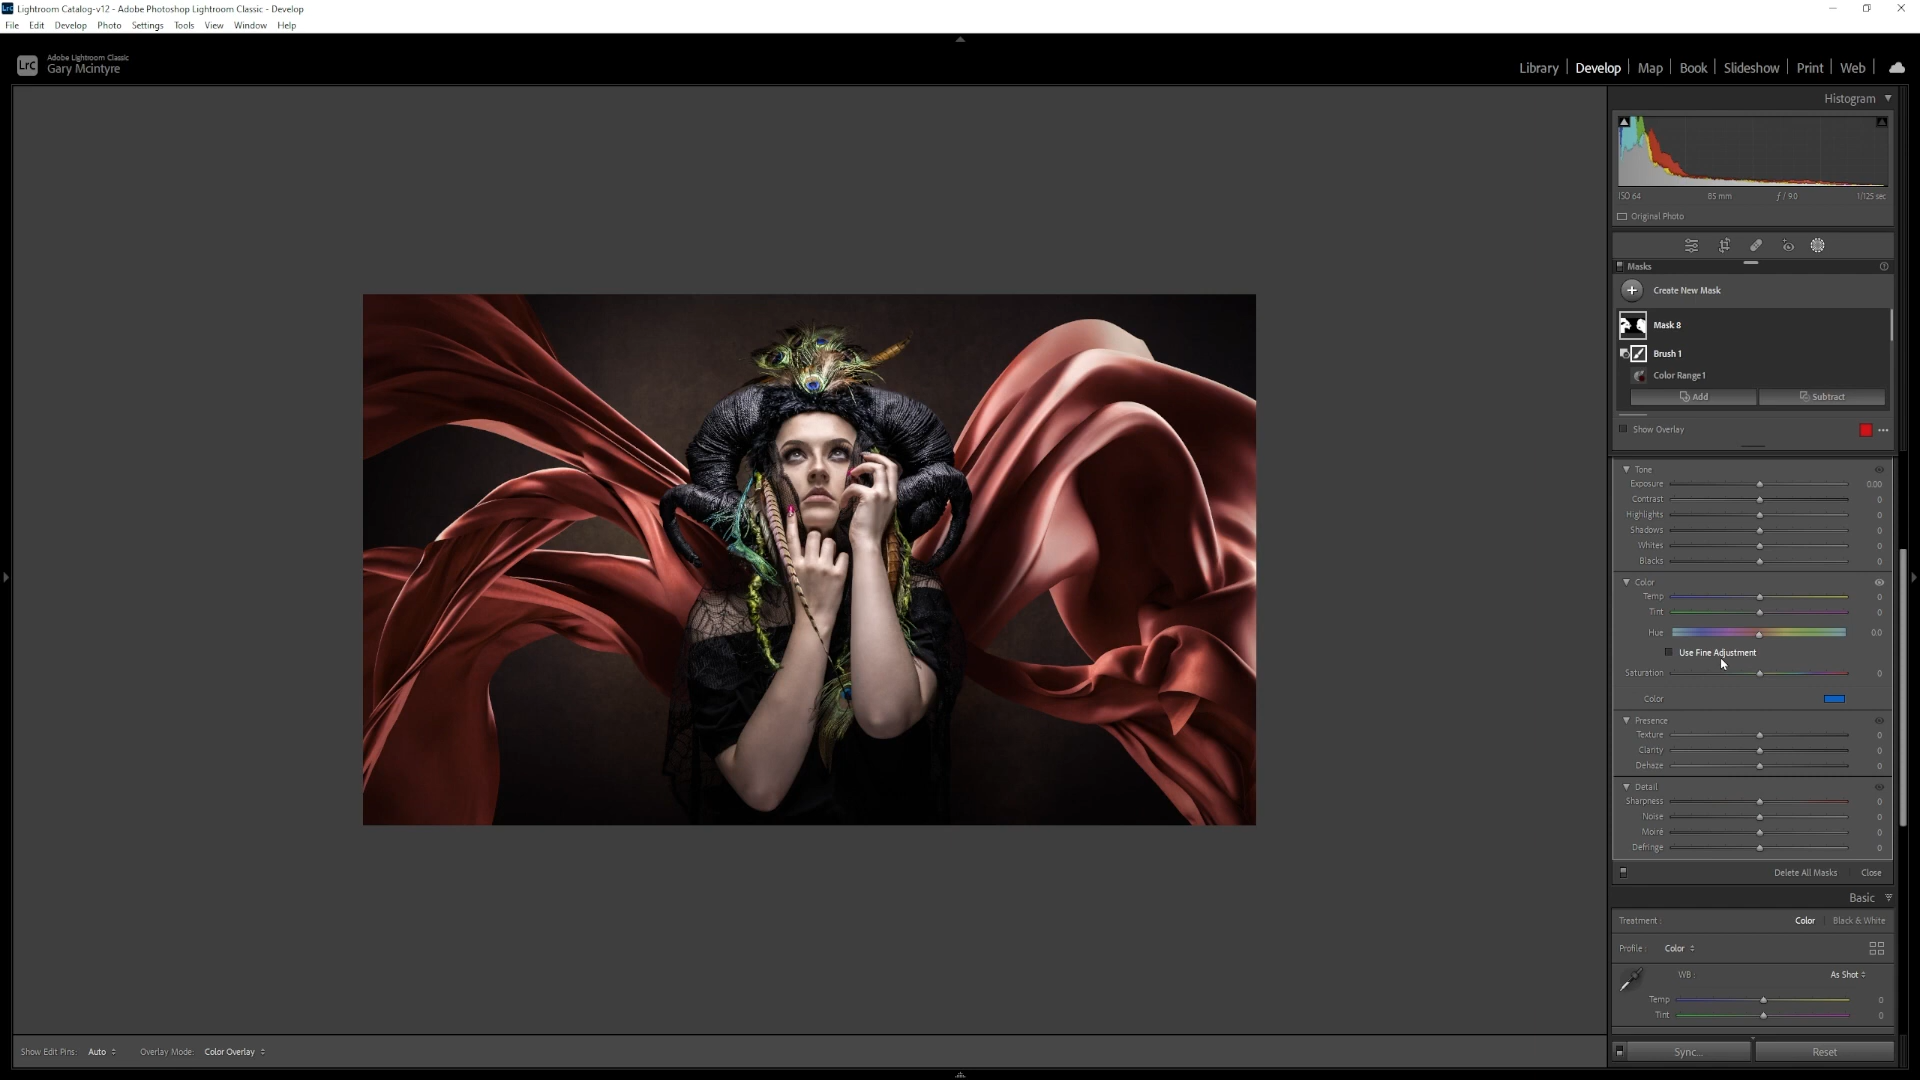 Lightroom Catalog-v12 - Adobe Photoshop Lightroom Classic - Develop
File Edit Develop Photo Settings Tools View Window Help
LrC
Adobe Lightroom Classic
Gary Mcintyre
Library Develop Map Book Slideshow Print Web
Histogram
ISO 64 85 mm ƒ / 9.0 1/125 sec
Original Photo
Masks
Create New Mask
Mask 8
Brush 1
Color Range 1
Add Subtract
Show Overlay
Tone
Exposure 0.00
Contrast 0
Highlights 0
Shadows 0
Whites 0
Blacks 0
Color
Temp 0
Tint 0
Hue 0.0
Use Fine Adjustment
Saturation 0
Color
Presence
Texture 0
Clarity 0
Dehaze 0
Detail
Sharpness 0
Noise 0
Moiré 0
Defringe 0
Delete All Masks Close
Basic
Treatment : Color Black & White
Profile : Color
WB : As Shot
Temp 0
Tint 0
Show Edit Pins: Auto Overlay Mode: Color Overlay
Sync... Reset